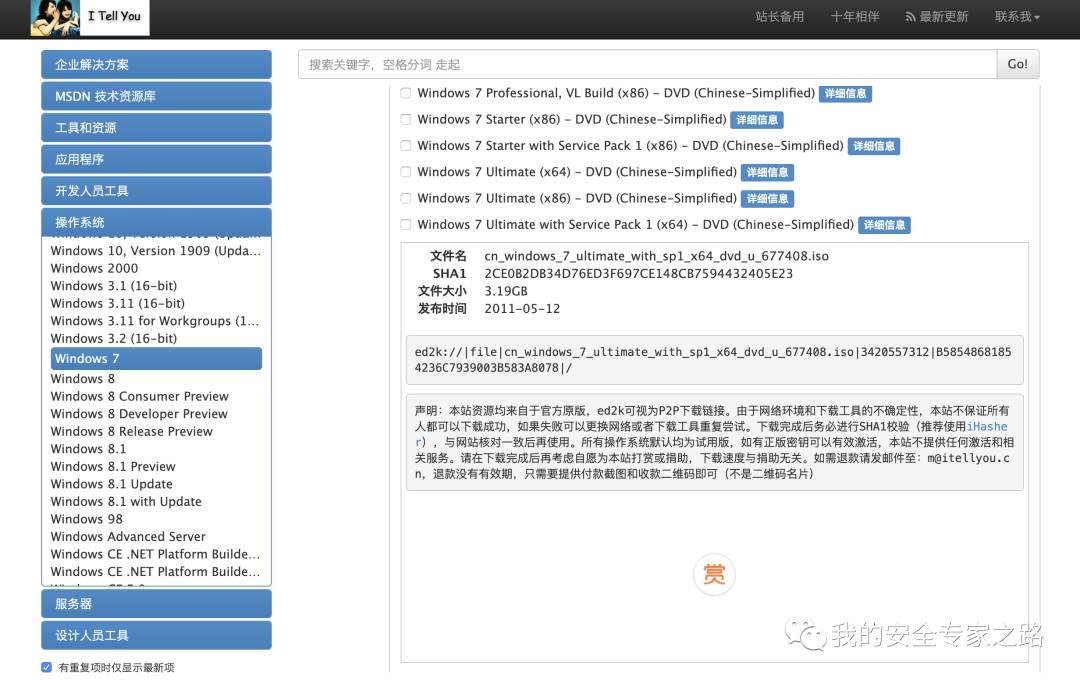 I Tell You
站长备用 十年相伴 最新更新 联系我
企业解决方案
MSDN 技术资源库
工具和资源
应用程序
开发人员工具
操作系统
Windows 10, Version 1909 (Upda...
Windows 2000
Windows 3.1 (16-bit)
Windows 3.11 (16-bit)
Windows 3.11 for Workgroups (1...
Windows 3.2 (16-bit)
Windows 7
Windows 8
Windows 8 Consumer Preview
Windows 8 Developer Preview
Windows 8 Release Preview
Windows 8.1
Windows 8.1 Preview
Windows 8.1 Update
Windows 8.1 with Update
Windows 98
Windows Advanced Server
Windows CE .NET Platform Builde...
Windows CE .NET Platform Builde...
服务器
设计人员工具
有重复项时仅显示最新项
搜索关键字，空格分词 走起 Go!
Windows 7 Professional, VL Build (x86) - DVD (Chinese-Simplified) 详细信息
Windows 7 Starter (x86) - DVD (Chinese-Simplified) 详细信息
Windows 7 Starter with Service Pack 1 (x86) - DVD (Chinese-Simplified) 详细信息
Windows 7 Ultimate (x64) - DVD (Chinese-Simplified) 详细信息
Windows 7 Ultimate (x86) - DVD (Chinese-Simplified) 详细信息
Windows 7 Ultimate with Service Pack 1 (x64) - DVD (Chinese-Simplified) 详细信息
文件名 cn_windows_7_ultimate_with_sp1_x64_dvd_u_677408.iso
SHA1 2CE0B2DB34D76ED3F697CE148CB7594432405E23
文件大小 3.19GB
发布时间 2011-05-12
ed2k://|file|cn_windows_7_ultimate_with_sp1_x64_dvd_u_677408.iso|3420557312|B5854868185
4236C7939003B583A8078|/
声明：本站资源均来自于官方原版，ed2k可视为P2P下载链接。由于网络环境和下载工具的不确定性，本站不保证所有
人都可以下载成功，如果失败可以更换网络或者下载工具重复尝试。下载完成后务必进行SHA1校验（推荐使用iHashe
r），与网站核对一致后再使用。所有操作系统默认均为试用版，如有正版密钥可以有效激活，本站不提供任何激活和相
关服务。请在下载完成后再考虑自愿为本站打赏或捐助，下载速度与捐助无关。如需退款请发邮件至：m@itellyou.c
n，退款没有有效期，只需要提供付款截图和收款二维码即可（不是二维码名片）
赏
我的安全专家之路